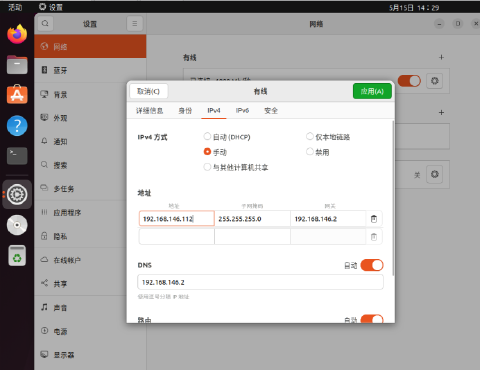 活动 设置 5月15日 14：29
设置 网络
网络
蓝牙
背景
外观
通知
搜索
多任务
应用程序
隐私
在线帐户
共享
声音
电源
显示器
有线
关
取消(C) 有线 应用(A)
详细信息 身份 IPv4 IPv6 安全
IPv4 方式 自动 (DHCP) 仅本地链路
手动 禁用
与其他计算机共享
地址
地址 子网掩码 网关
192.168.146.112 255.255.255.0 192.168.146.2
DNS 自动
192.168.146.2
使用逗号分隔 IP 地址
路由 自动